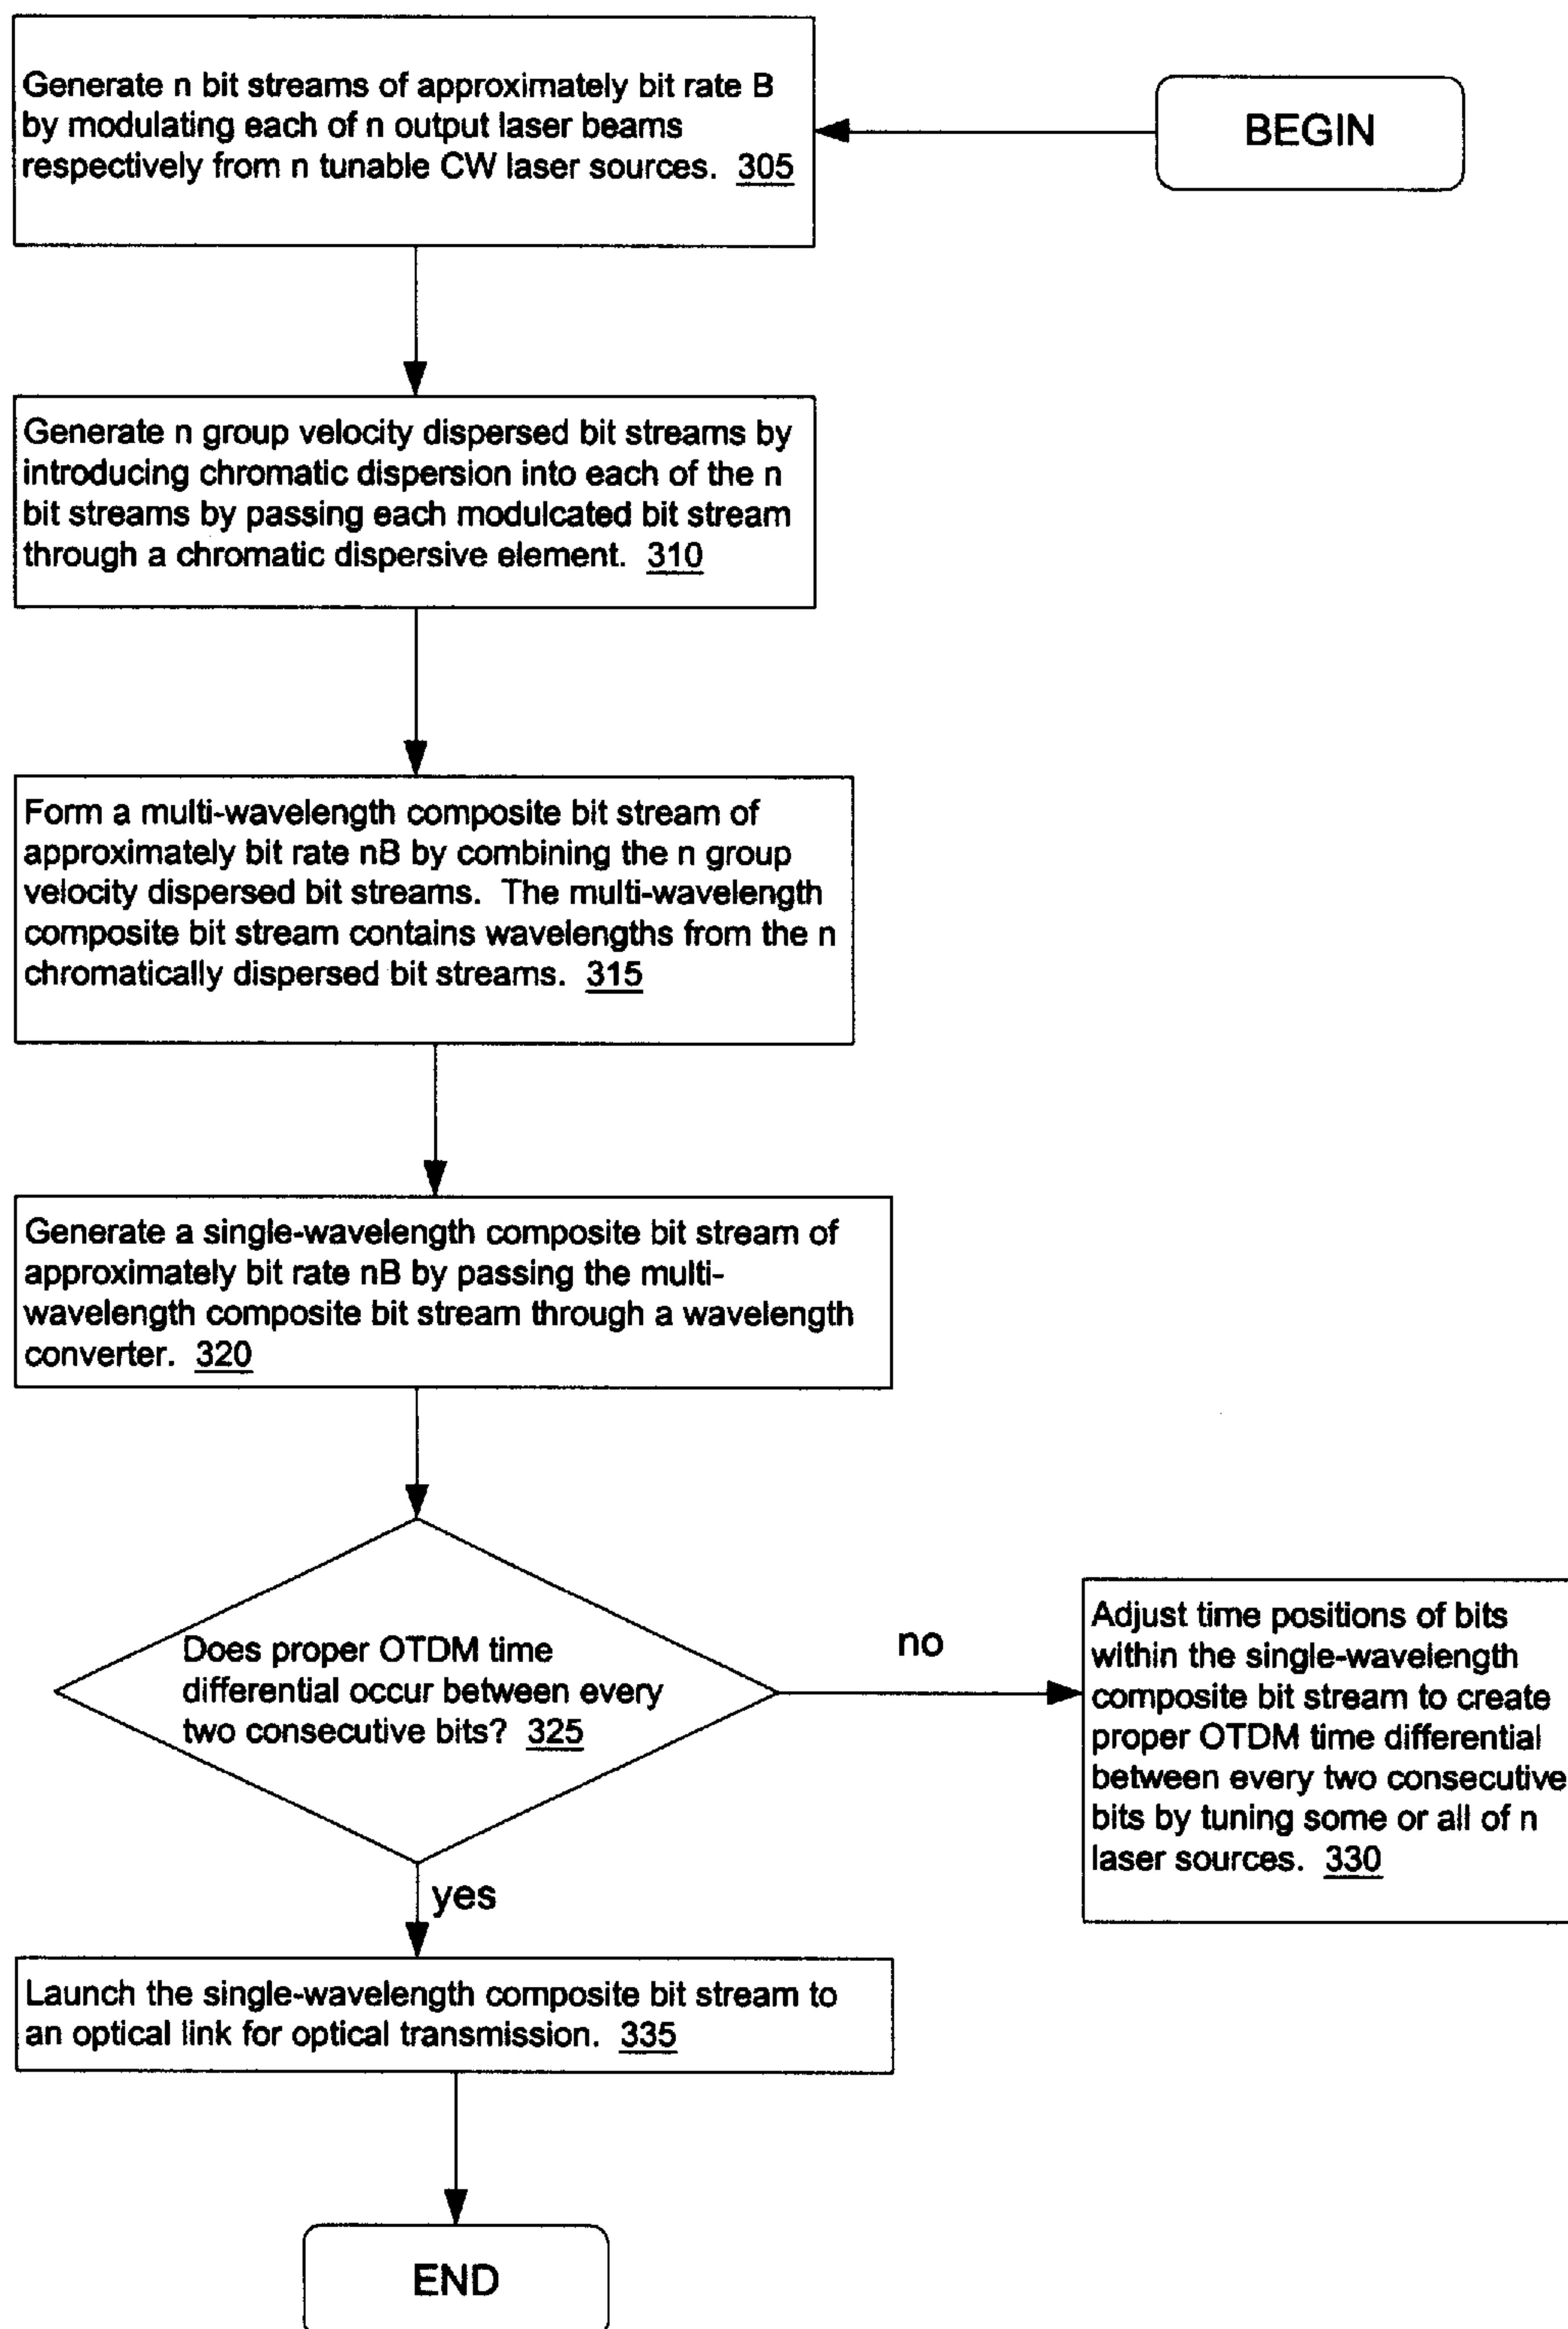 BEGIN
Generate n bit streams of approximately bit rate B
by modulating each of n output laser beams
respectively from n tunable CW laser sources. 305
Generate n group velocity dispersed bit streams by
introducing chromatic dispersion into each of the n
bit streams by passing each modulcated bit stream
through a chromatic dispersive element. 310
Form a multi-wavelength composite bit stream of
approximately bit rate nB by combining the n group
velocity dispersed bit streams. The multi-wavelength
composite bit stream contains wavelengths from the n
chromatically dispersed bit streams. 315
Generate a single-wavelength composite bit stream of
approximately bit rate nB by passing the multi-
wavelength composite bit stream through a wavelength
converter. 320
Does proper OTDM time
differential occur between every
two consecutive bits? 325
no
Adjust time positions of bits
within the single-wavelength
composite bit stream to create
proper OTDM time differential
between every two consecutive
bits by tuning some or all of n
laser sources. 330
yes
Launch the single-wavelength composite bit stream to
an optical link for optical transmission. 335
END